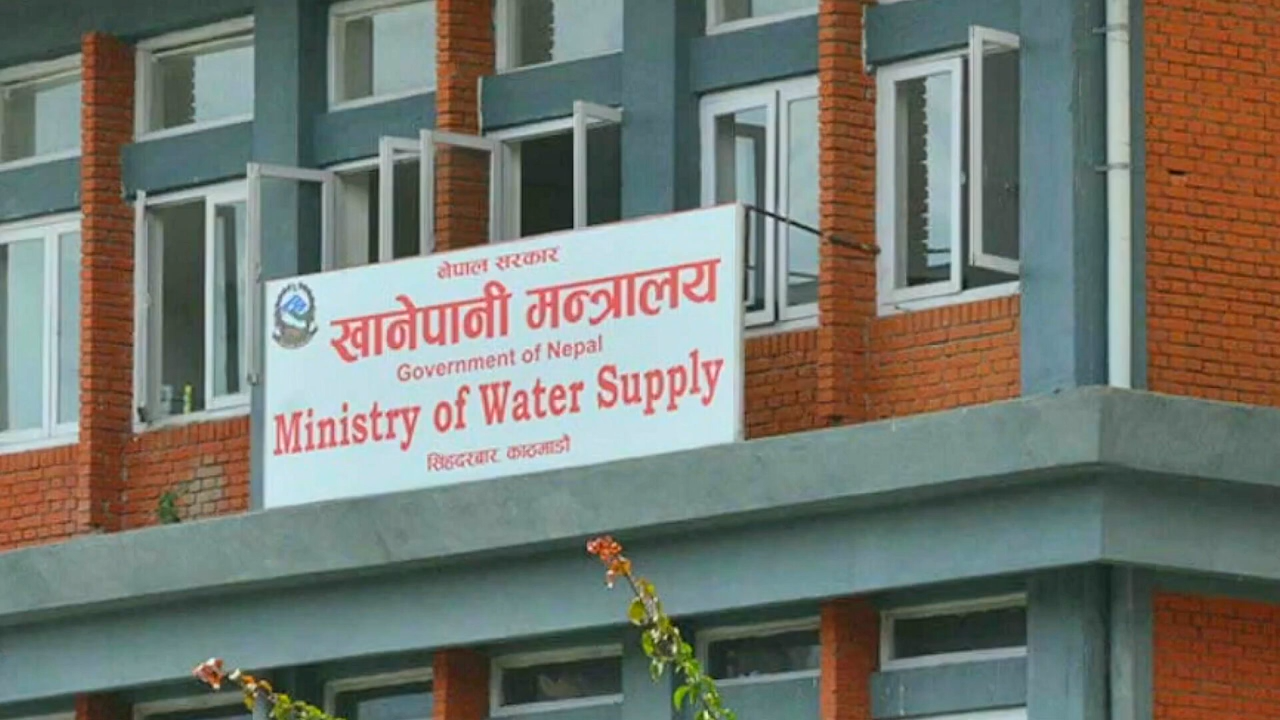 नेपाल सरकार
खानेपानी मन्त्रालय
Government of Nepal
Ministry of Water Supply
सिंहदरबार, काठमाडौं